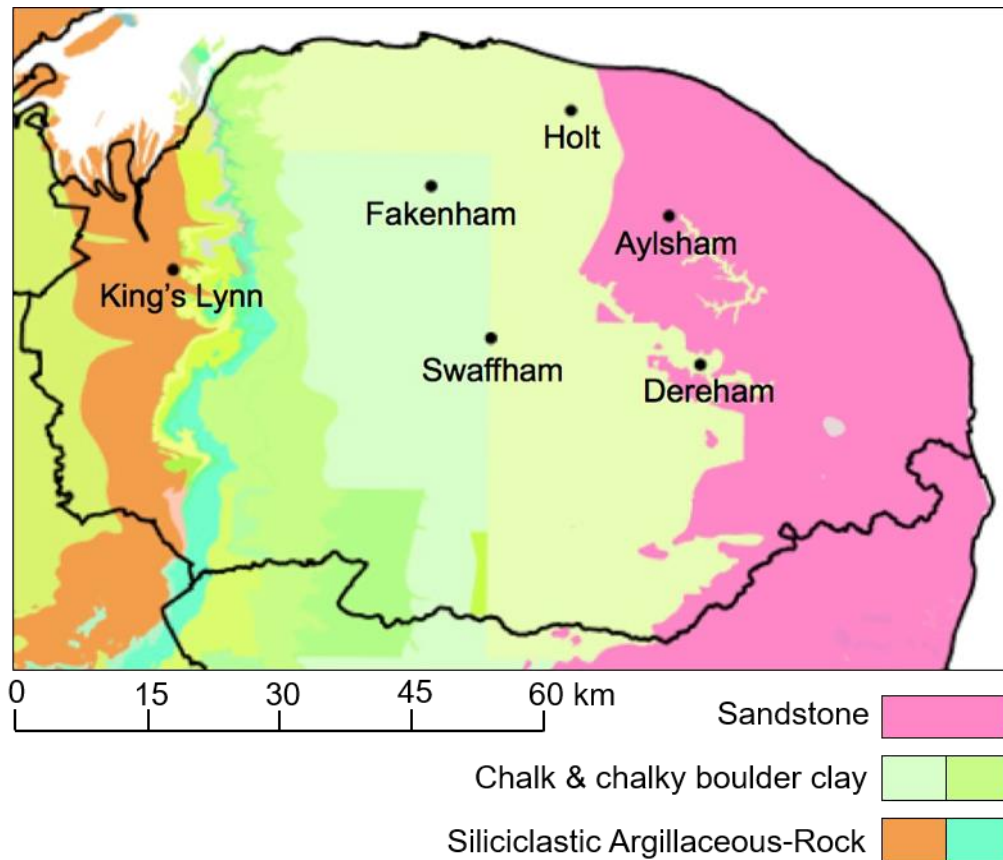 Holt
Fakenham
Aylsham
King's Lynn
Swaffham
Dereham
0 15 30 45 60 km
Sandstone
Chalk & chalky boulder clay
Siliciclastic Argillaceous-Rock